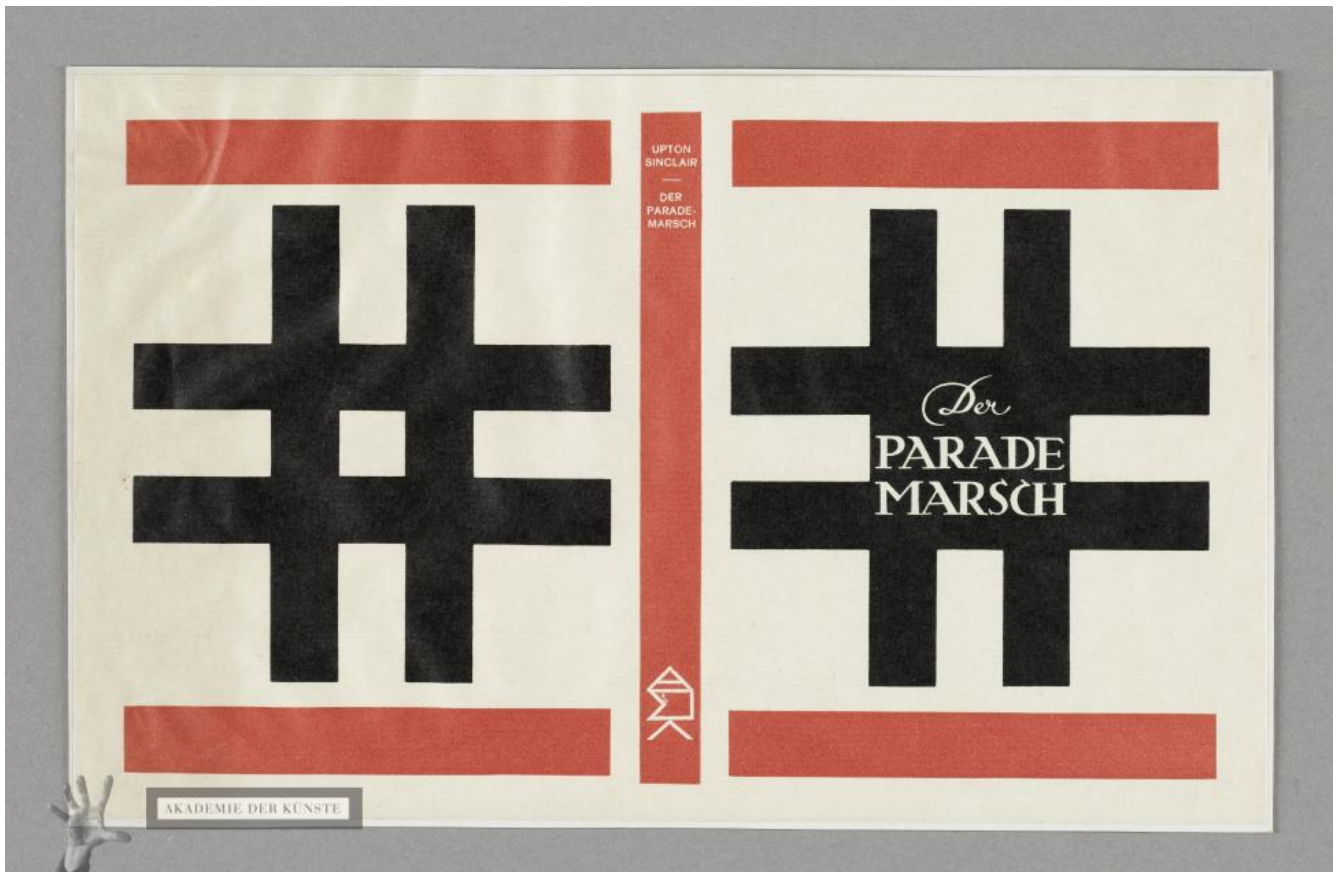 UPTON
SINCLAIR
DER
PARADE-
MARSCH
Der
PARADE
MARSCH
AKADEMIE DER KÜNSTE